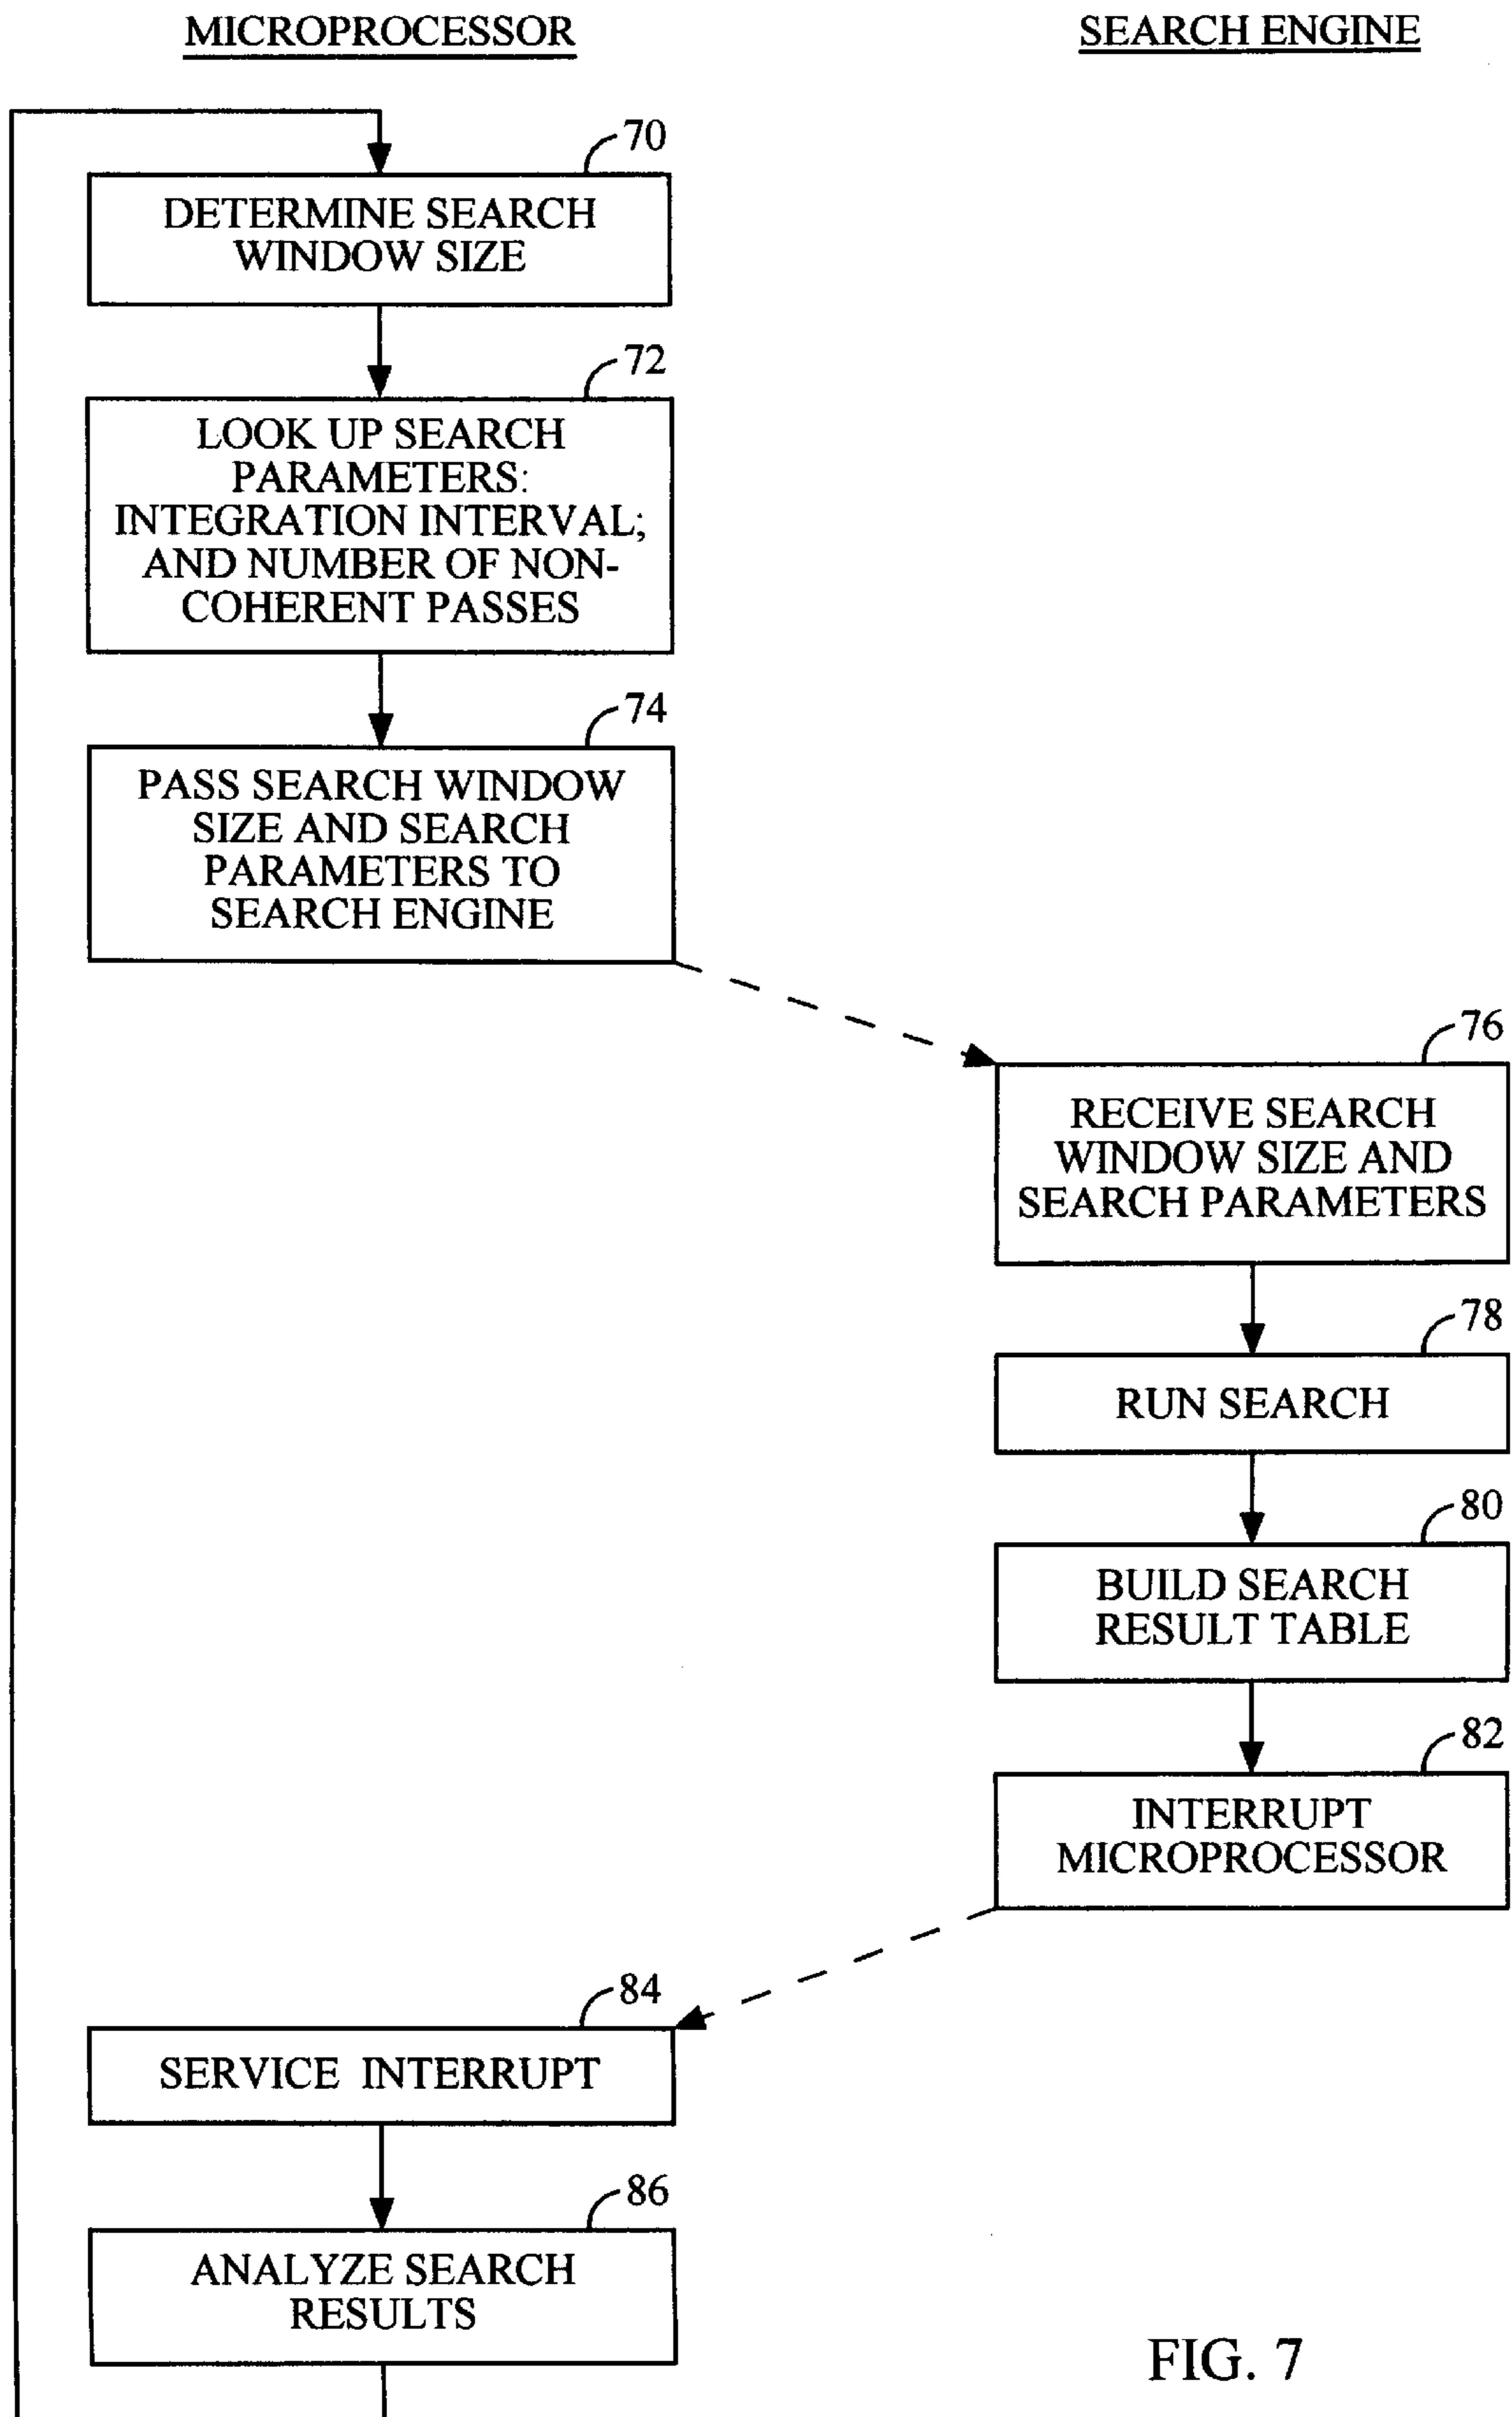 MICROPROCESSOR
SEARCH ENGINE
70
DETERMINE SEARCH
WINDOW SIZE
72
LOOK UP SEARCH
PARAMETERS:
INTEGRATION INTERVAL;
AND NUMBER OF NON-
COHERENT PASSES
74
PASS SEARCH WINDOW
SIZE AND SEARCH
PARAMETERS TO
SEARCH ENGINE
76
RECEIVE SEARCH
WINDOW SIZE AND
SEARCH PARAMETERS
78
RUN SEARCH
80
BUILD SEARCH
RESULT TABLE
82
INTERRUPT
MICROPROCESSOR
84
SERVICE INTERRUPT
86
ANALYZE SEARCH
RESULTS
FIG. 7